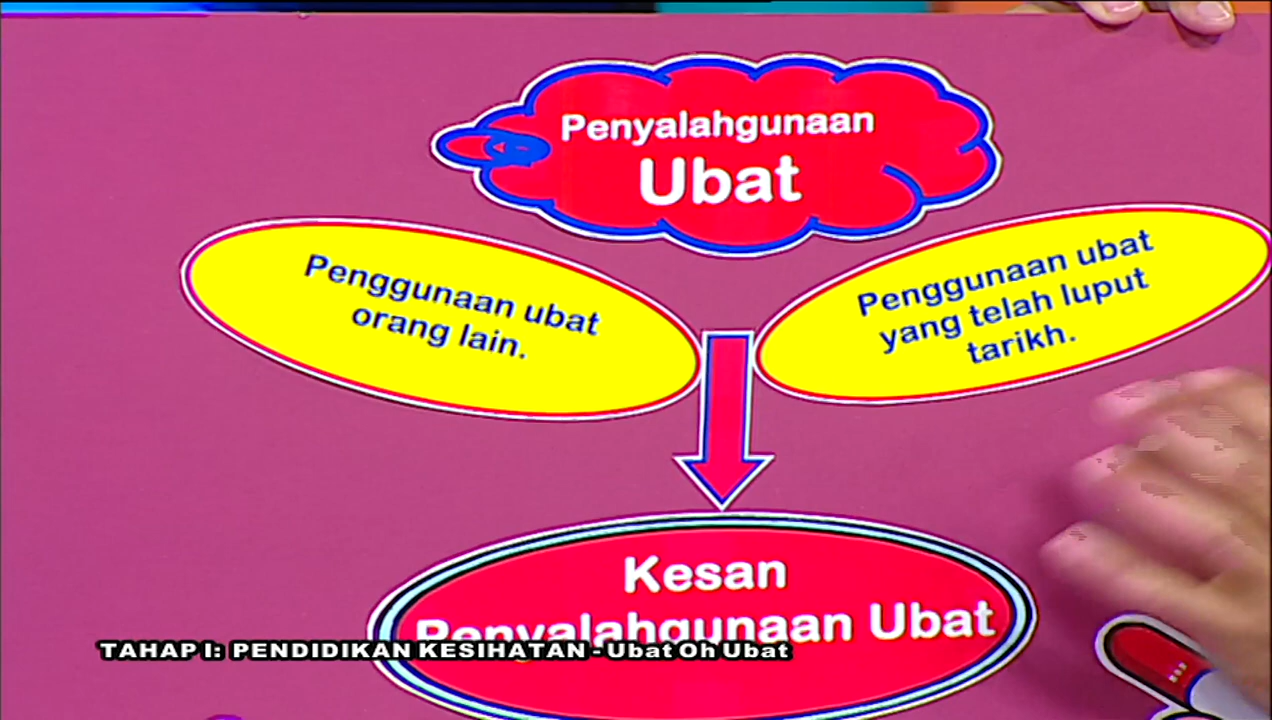 Penyalahgunaan
Ubat
Penggunaan ubat
orang lain.
Penggunaan ubat
yang telah luput
tarikh.
Kesan
Penyalahgunaan Ubat
TAHAP I: PENDIDIKAN KESIHATAN - Ubat Oh Ubat